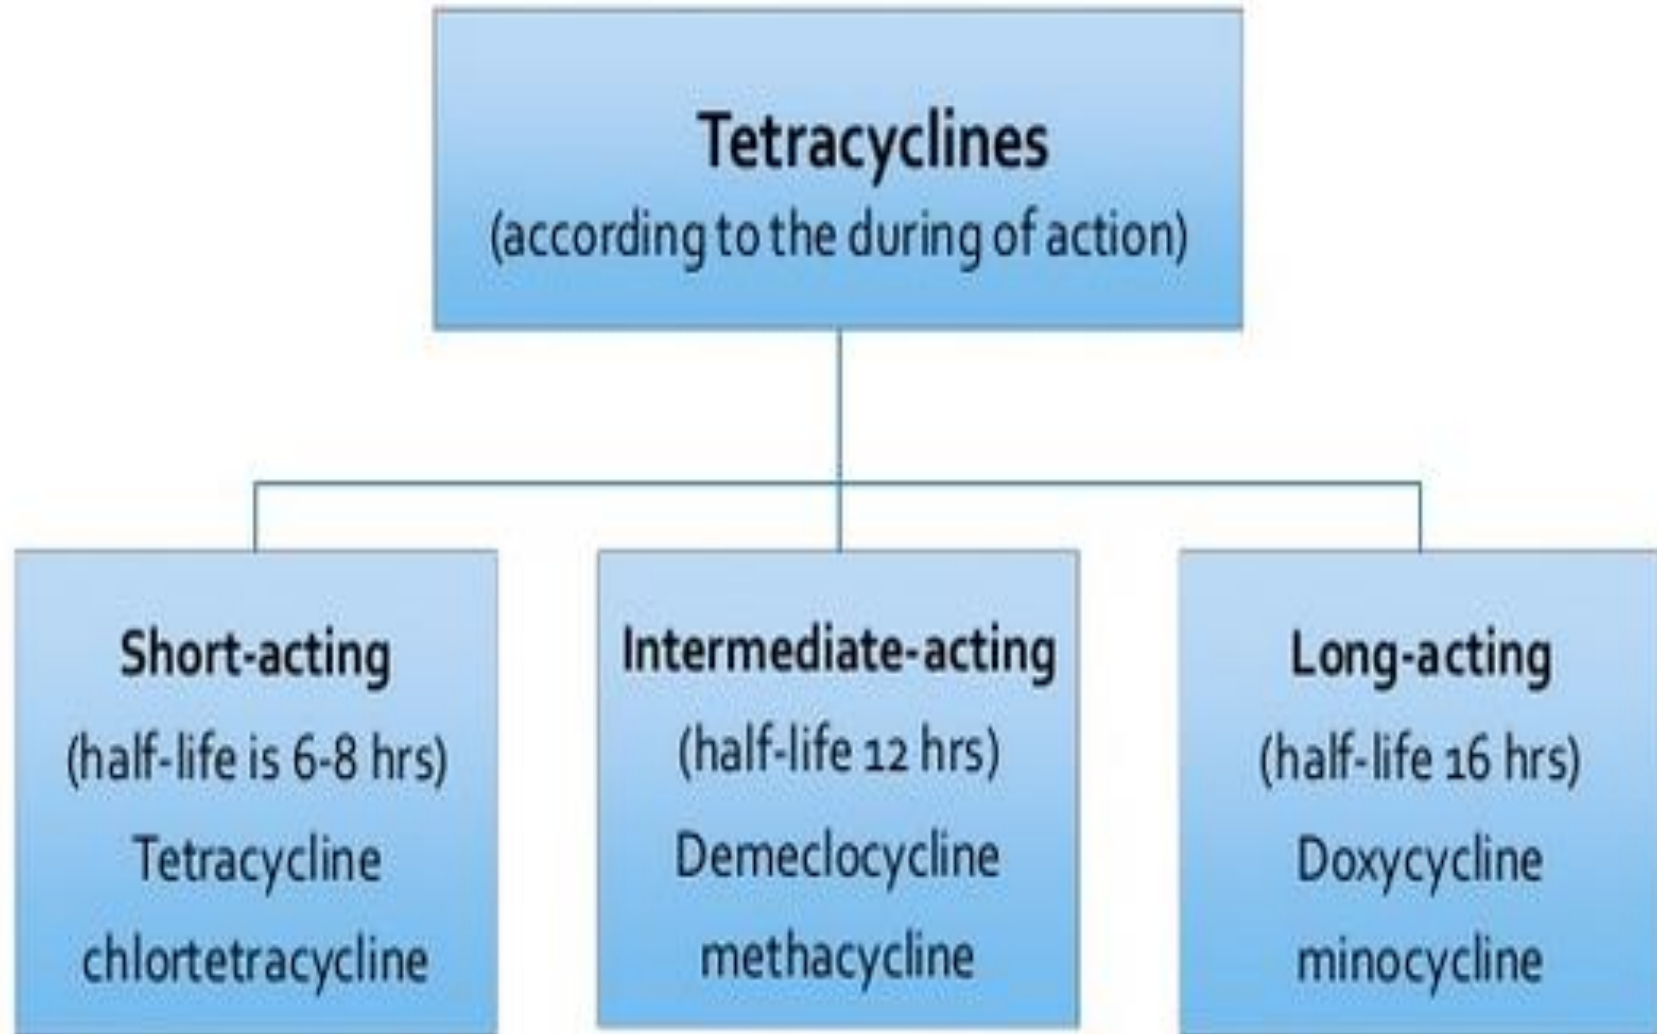 Tetracyclines
(according to the during of action)
Short-acting
(half-life is 6-8 hrs)
Tetracycline
chlortetracycline
Intermediate-acting
(half-life 12 hrs)
Demeclocycline
methacycline
Long-acting
(half-life 16 hrs)
Doxycycline
minocycline